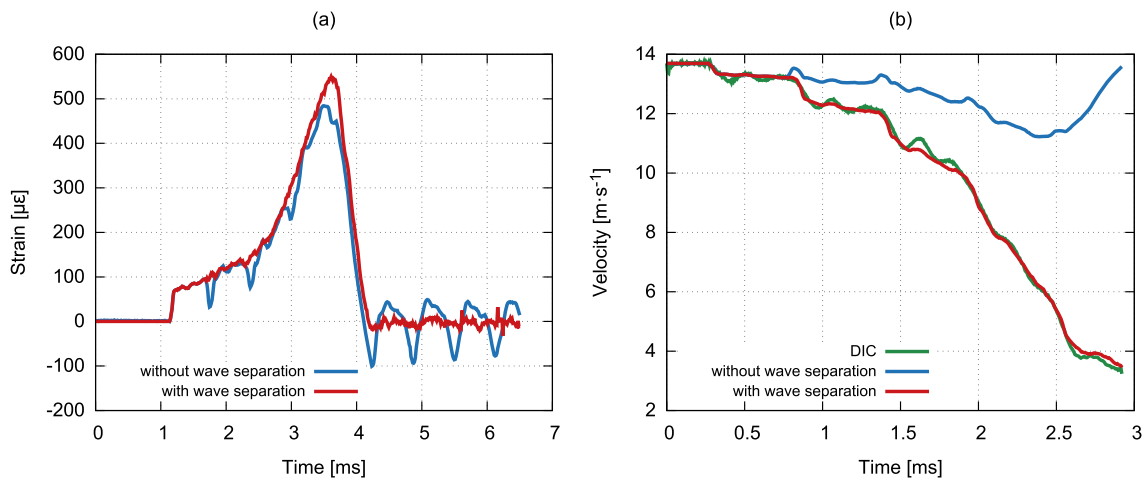 (a)
600
500
400
300
200
100
0
-100
-200
Strain [µε]
without wave separation
with wave separation
0 1 2 3 4 5 6 7
Time [ms]
(b)
14
12
10
8
6
4
2
Velocity [m·s⁻¹]
DIC
without wave separation
with wave separation
0 0.5 1 1.5 2 2.5 3
Time [ms]